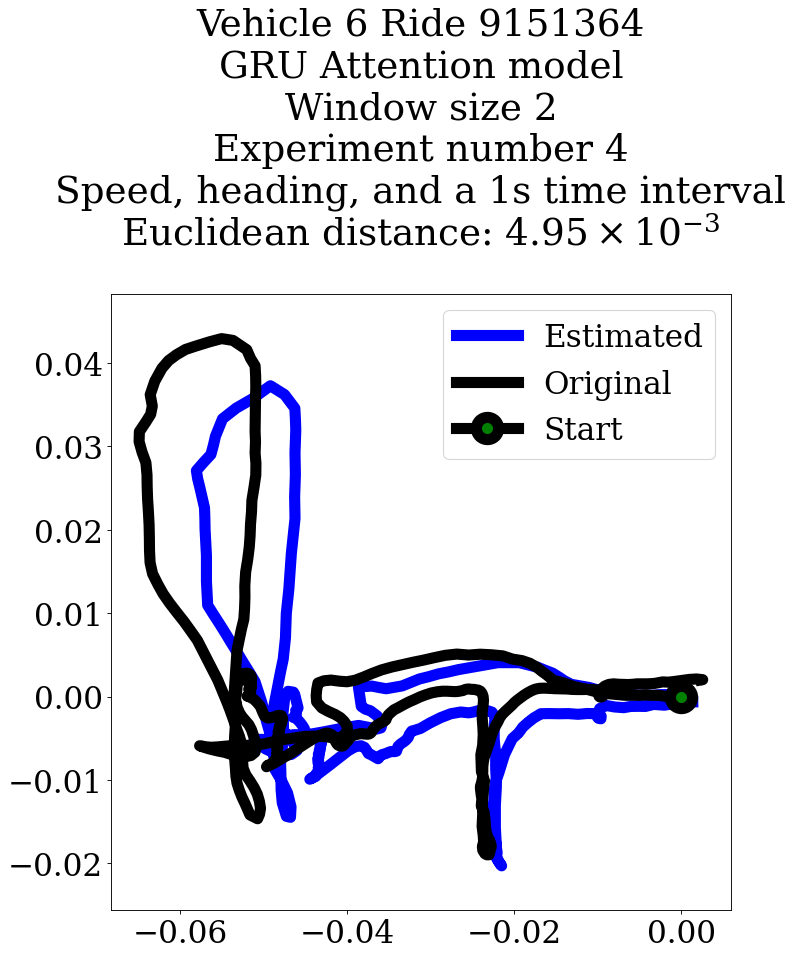 Vehicle 6 Ride 9151364
GRU Attention model
Window size 2
Experiment number 4
Speed, heading, and a 1s time interval
Euclidean distance: 4.95 × 10⁻³
Estimated
Original
Start
0.04
0.03
0.02
0.01
0.00
−0.01
−0.02
−0.06 −0.04 −0.02 0.00